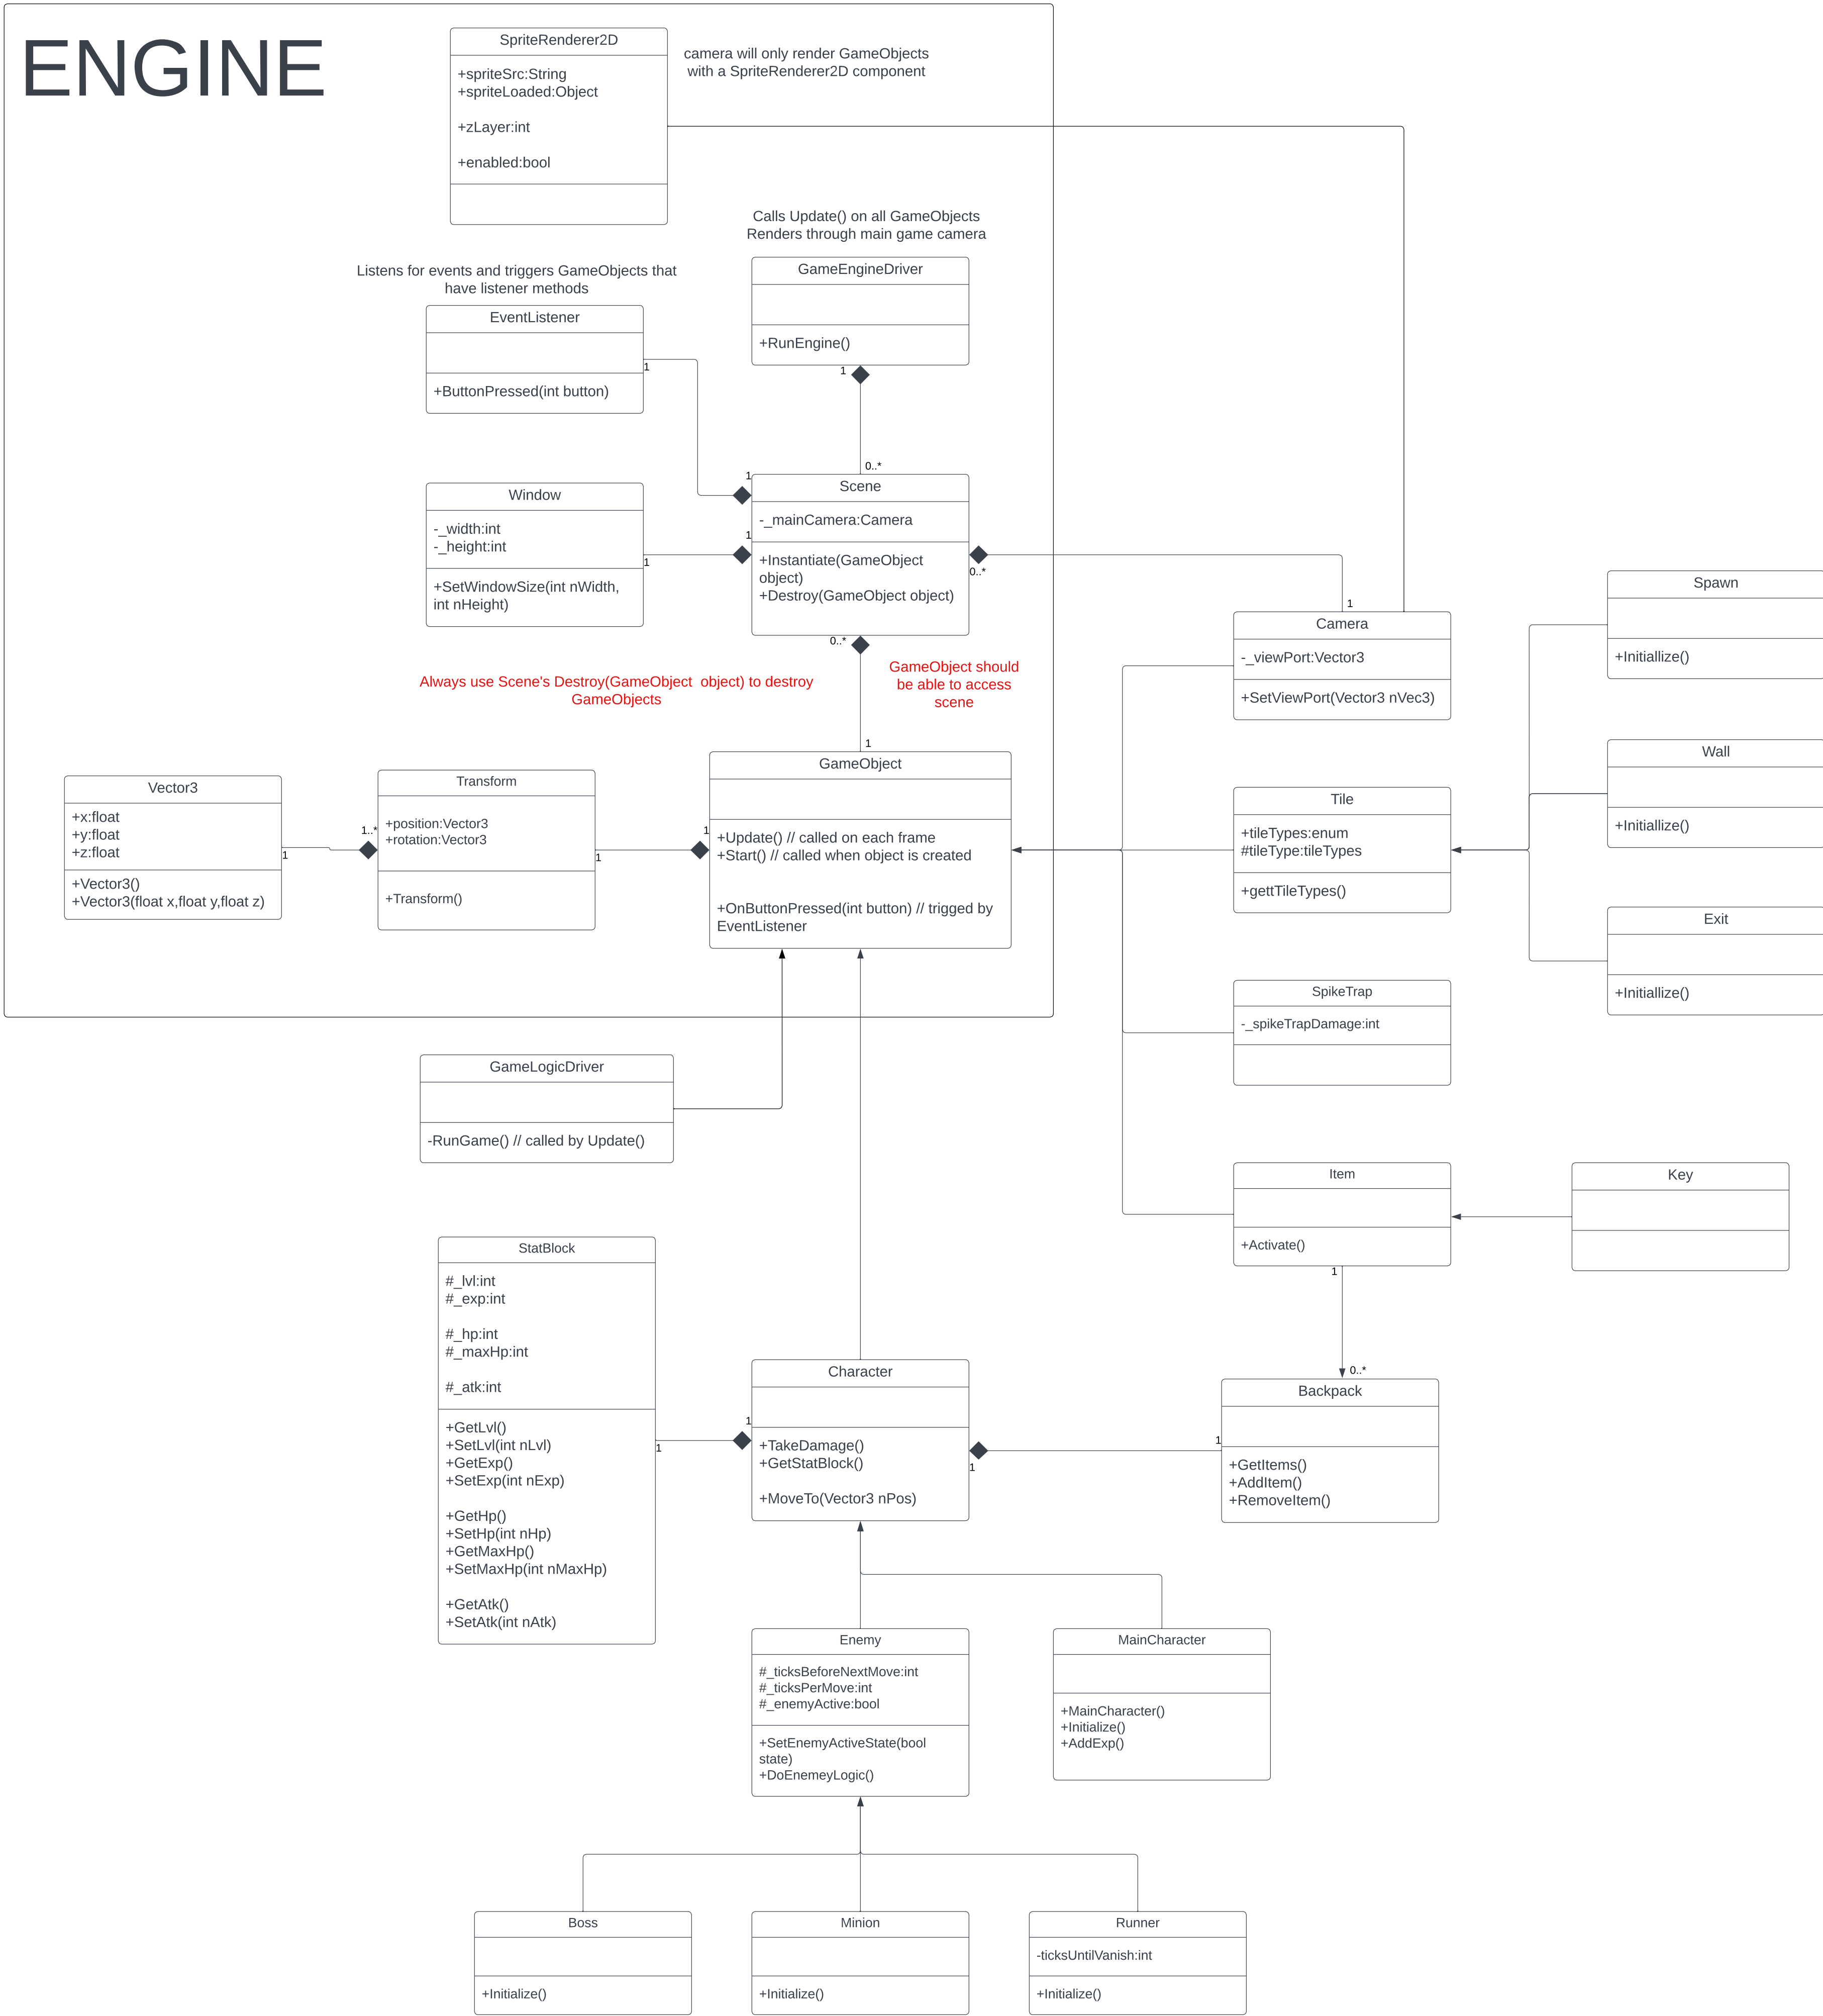 ENGINE
SpriteRenderer2D
+spriteSrc:String
+spriteLoaded:Object
+zLayer:int
+enabled:bool
camera will only render GameObjects
with a SpriteRenderer2D component
Calls Update() on all GameObjects
Renders through main game camera
GameEngineDriver
+RunEngine()
1
0..*
Listens for events and triggers GameObjects that
have listener methods
EventListener
+ButtonPressed(int button)
1
1
Window
-_width:int
-_height:int
+SetWindowSize(int nWidth,
int nHeight)
1
1
Scene
-_mainCamera:Camera
+Instantiate(GameObject
object)
+Destroy(GameObject object)
0..*
1
0..*
1
Always use Scene's Destroy(GameObject  object) to destroy
GameObjects
GameObject should
be able to access
scene
Camera
-_viewPort:Vector3
+SetViewPort(Vector3 nVec3)
Spawn
+Initiallize()
Wall
+Initiallize()
Exit
+Initiallize()
Vector3
+x:float
+y:float
+z:float
+Vector3()
+Vector3(float x,float y,float z)
1
1..*
Transform
+position:Vector3
+rotation:Vector3
+Transform()
1
1
GameObject
+Update() // called on each frame
+Start() // called when object is created
+OnButtonPressed(int button) // trigged by
EventListener
Tile
+tileTypes:enum
#tileType:tileTypes
+gettTileTypes()
SpikeTrap
-_spikeTrapDamage:int
GameLogicDriver
-RunGame() // called by Update()
Item
+Activate()
Key
1
0..*
StatBlock
#_lvl:int
#_exp:int
#_hp:int
#_maxHp:int
#_atk:int
+GetLvl()
+SetLvl(int nLvl)
+GetExp()
+SetExp(int nExp)
+GetHp()
+SetHp(int nHp)
+GetMaxHp()
+SetMaxHp(int nMaxHp)
+GetAtk()
+SetAtk(int nAtk)
1
1
Character
+TakeDamage()
+GetStatBlock()
+MoveTo(Vector3 nPos)
1
1
Backpack
+GetItems()
+AddItem()
+RemoveItem()
Enemy
#_ticksBeforeNextMove:int
#_ticksPerMove:int
#_enemyActive:bool
+SetEnemyActiveState(bool
state)
+DoEnemeyLogic()
MainCharacter
+MainCharacter()
+Initialize()
+AddExp()
Boss
+Initialize()
Minion
+Initialize()
Runner
-ticksUntilVanish:int
+Initialize()